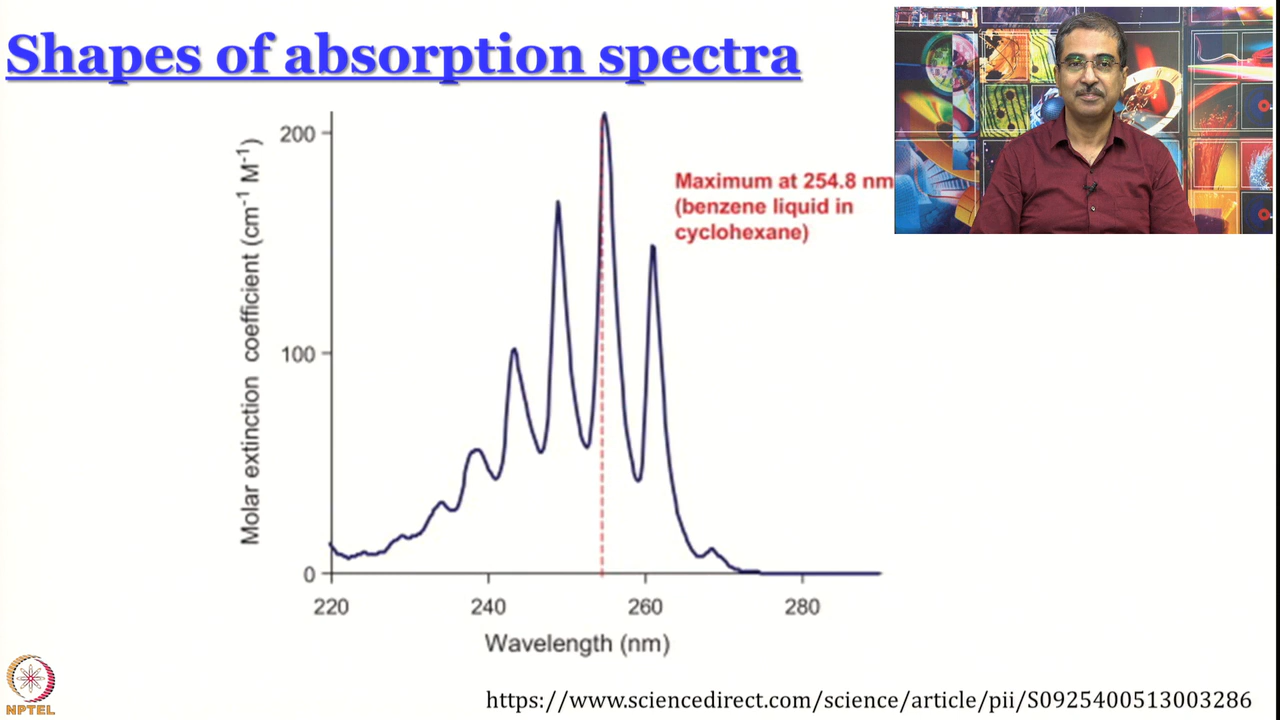 Shapes of absorption spectra
Molar extinction coefficient (cm⁻¹ M⁻¹)
200
100
0
Maximum at 254.8 nm
(benzene liquid in
cyclohexane)
220 240 260 280
Wavelength (nm)
NPTEL
https://www.sciencedirect.com/science/article/pii/S0925400513003286